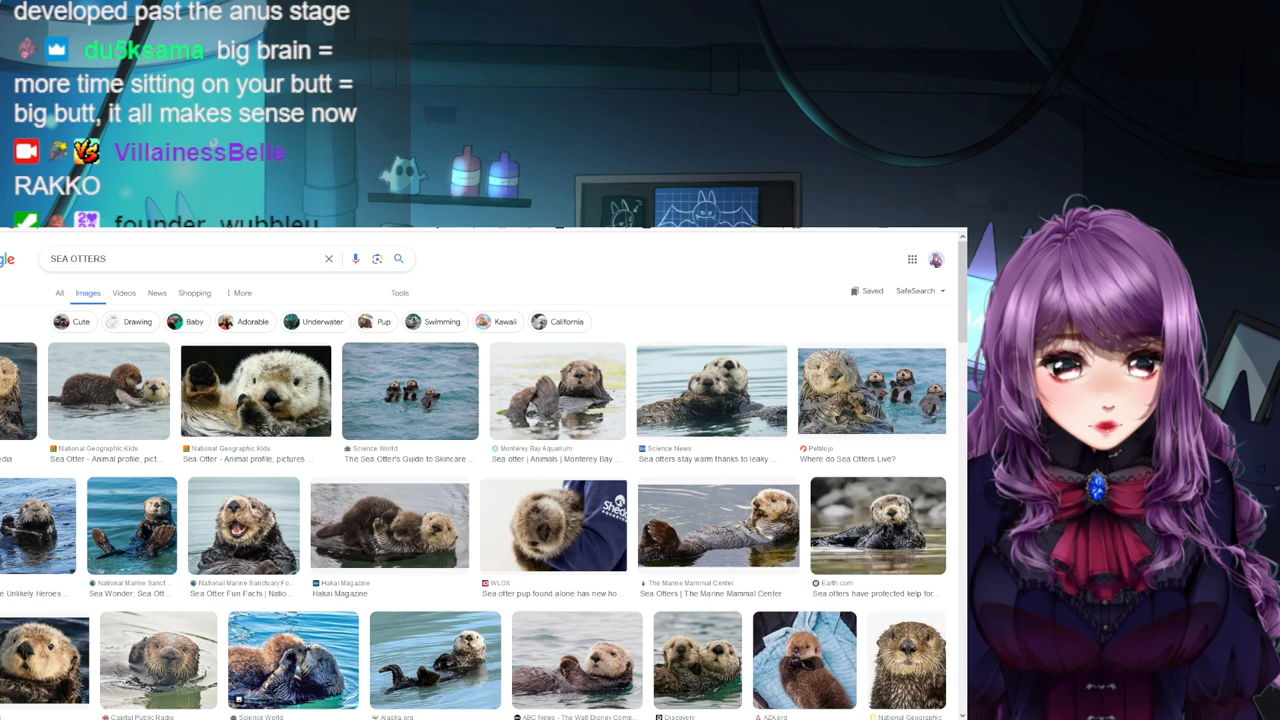 developed past the anus stage
du5ksama big brain =
more time sitting on your butt =
big butt, it all makes sense now
VS VillainessBelle
RAKKO
founder_wubbleu
gle SEA OTTERS
All Images Videos News Shopping More Tools Saved SafeSearch
Cute Drawing Baby Adorable Underwater Pup Swimming Kawaii California
National Geographic Kids National Geographic Kids Science World Monterey Bay Aquarium Science News PetMojo
edia Sea Otter - Animal profile, pict... Sea Otter - Animal profile, pictures ... The Sea Otter's Guide to Skincare ... Sea otter | Animals | Monterey Bay ... Sea otters stay warm thanks to leaky ... Where do Sea Otters Live?
Shedd
AQUARIUM
National Marine Sanct... National Marine Sanctuary Fo... Hakai Magazine WLOX The Marine Mammal Center Earth.com
e Unlikely Heroes ... Sea Wonder: Sea Ott... Sea Otter Fun Facts | Natio... Hakai Magazine Sea otter pup found alone has new ho... Sea Otters | The Marine Mammal Center Sea otters have protected kelp for...
Capital Public Radio Science World Alaska.org ABC News - The Walt Disney Comp... Discovery AZA.org National Geographic